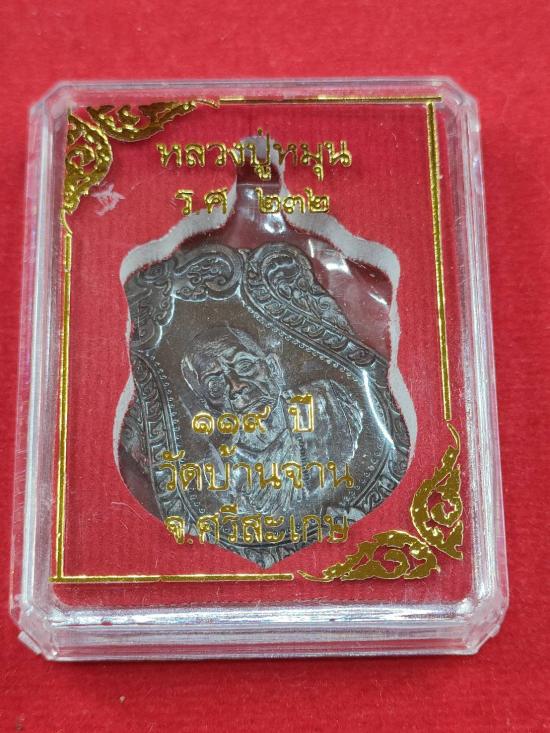 หลวงปู่หมุน
ร.ศ ๒๓๒
๑๑๙ ปี
วัดบ้านจาน
จ.ศรีสะเกษ